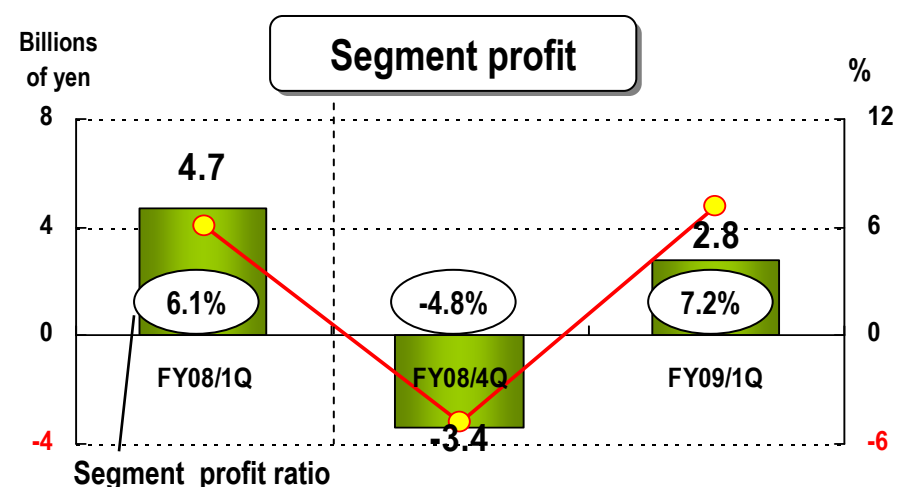 Billions
of yen
Segment profit
%
8
12
4.7
4
6
2.8
6.1%
-4.8%
7.2%
0
0
FY08/1Q
FY08/4Q
FY09/1Q
-3.4
-4
-6
Segment profit ratio